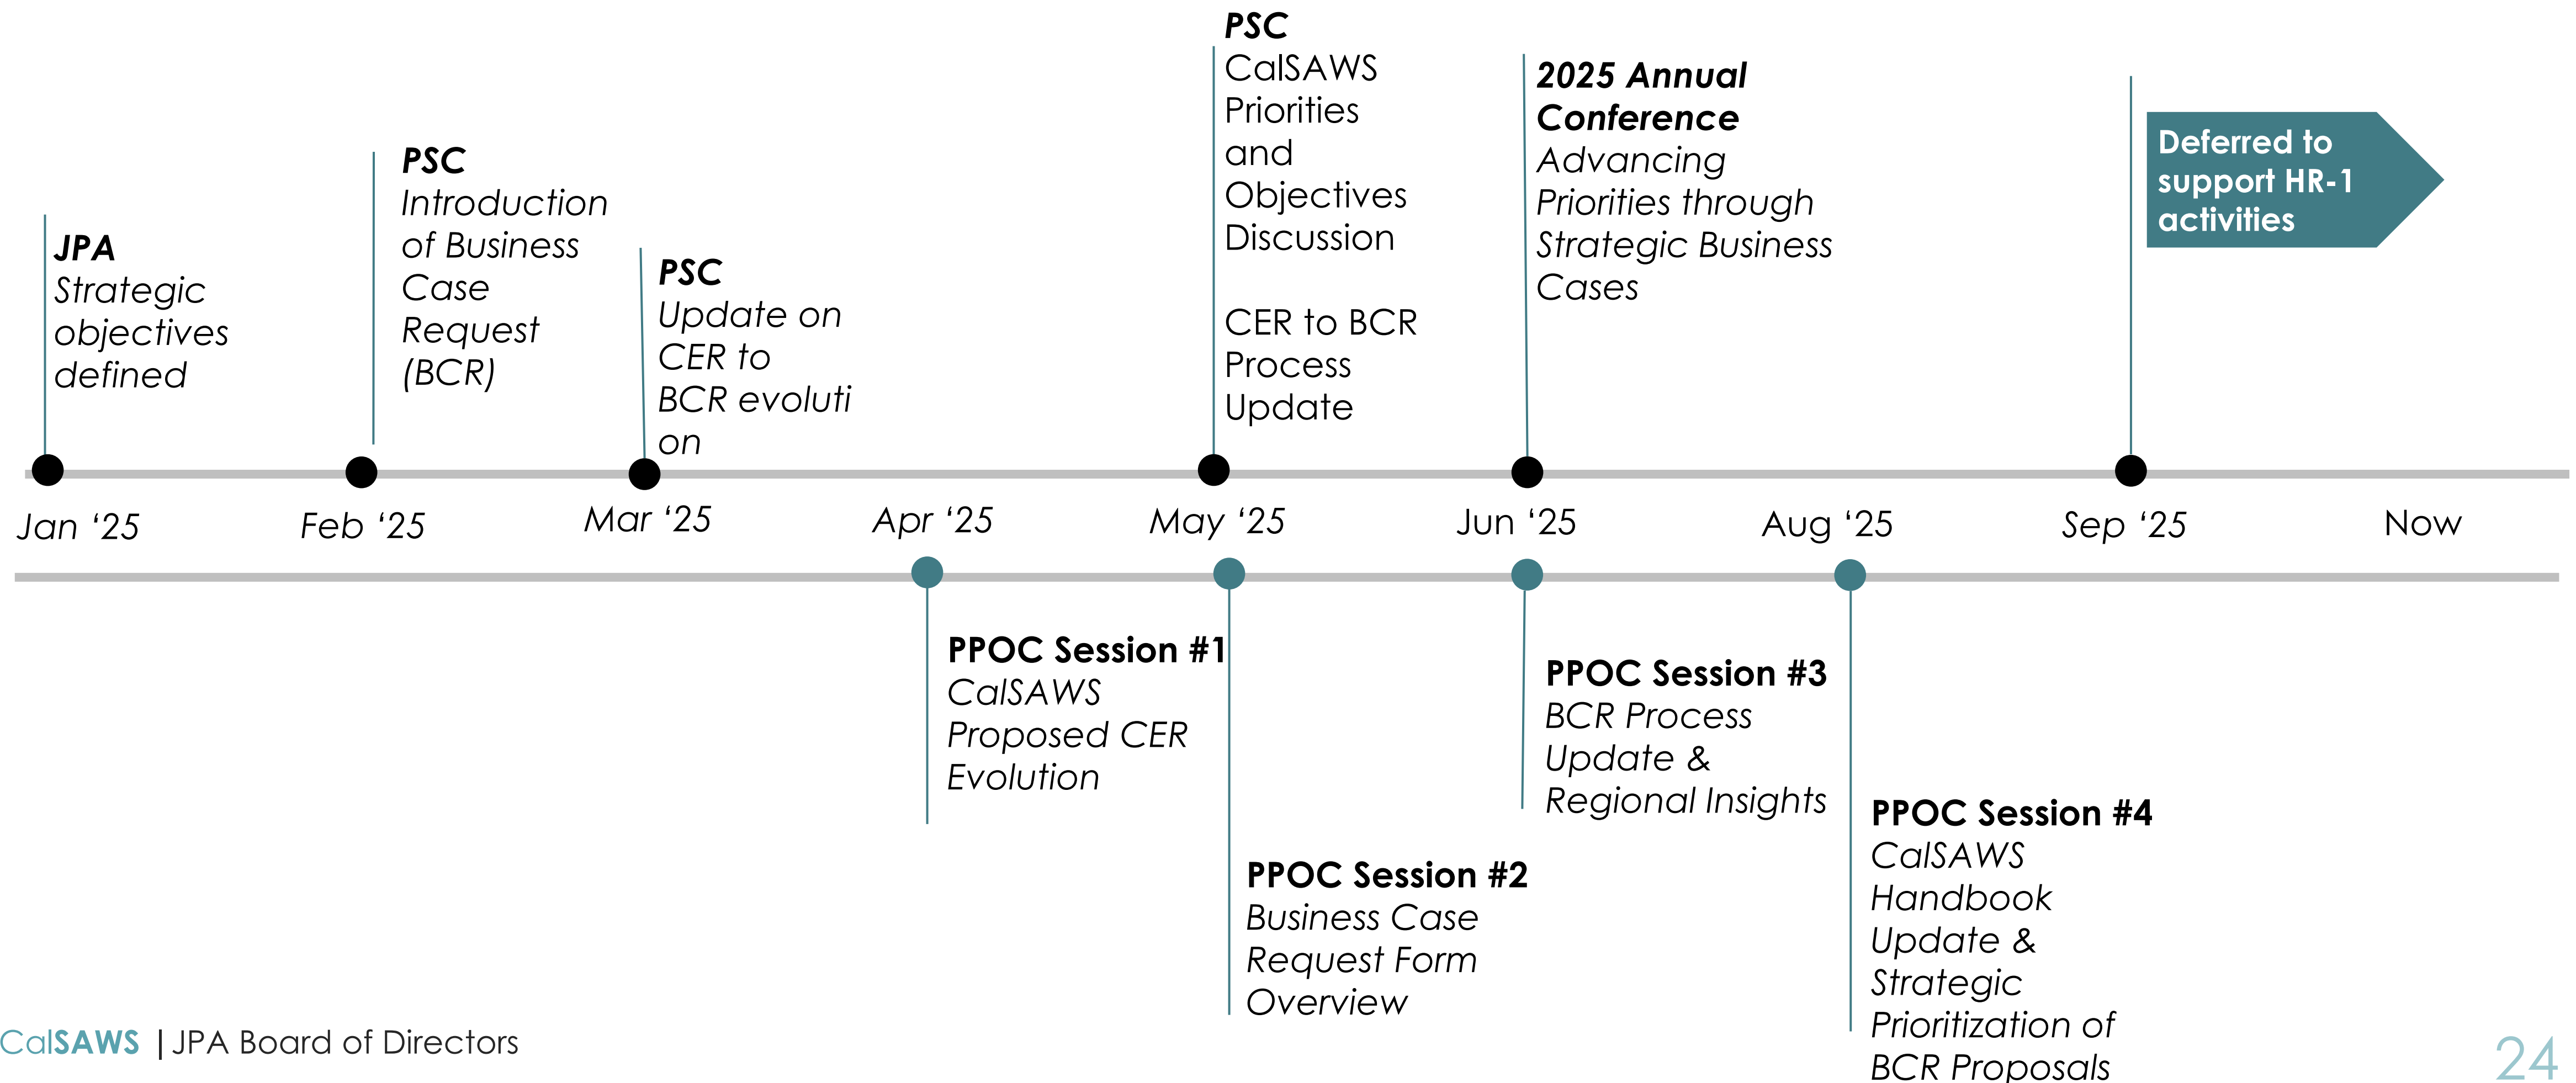 JPA
Strategic
objectives
defined
PSC
Introduction
of Business
Case
Request
(BCR)
PSC
Update on
CER to
BCR evoluti
on
PSC
CalSAWS
Priorities
and
Objectives
Discussion
CER to BCR
Process
Update
2025 Annual
Conference
Advancing
Priorities through
Strategic Business
Cases
Deferred to
support HR-1
activities
Jan ‘25
Feb ‘25
Mar ‘25
Apr ‘25
May ‘25
Jun ‘25
Aug ‘25
Sep ‘25
Now
PPOC Session #1
CalSAWS
Proposed CER
Evolution
PPOC Session #2
Business Case
Request Form
Overview
PPOC Session #3
BCR Process
Update &
Regional Insights
PPOC Session #4
CalSAWS
Handbook
Update &
Strategic
Prioritization of
BCR Proposals
CalSAWS | JPA Board of Directors
24